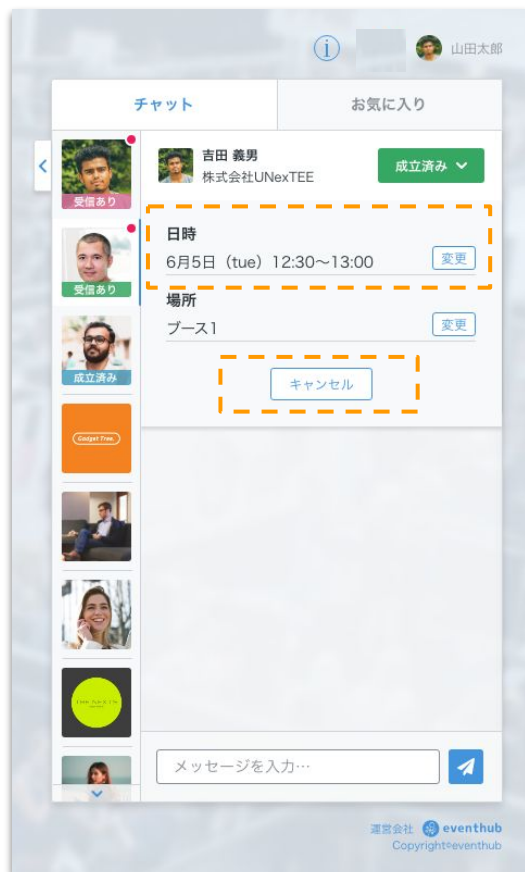 山田太郎
チャット
お気に入り
吉田 義男
株式会社UNexTEE
成立済み
受信あり
日時
6月5日（tue）12:30〜13:00
変更
受信あり
場所
ブース1
変更
成立済み
キャンセル
Gadget Tree.
メッセージを入力…
運営会社 eventhub
Copyright©eventhub